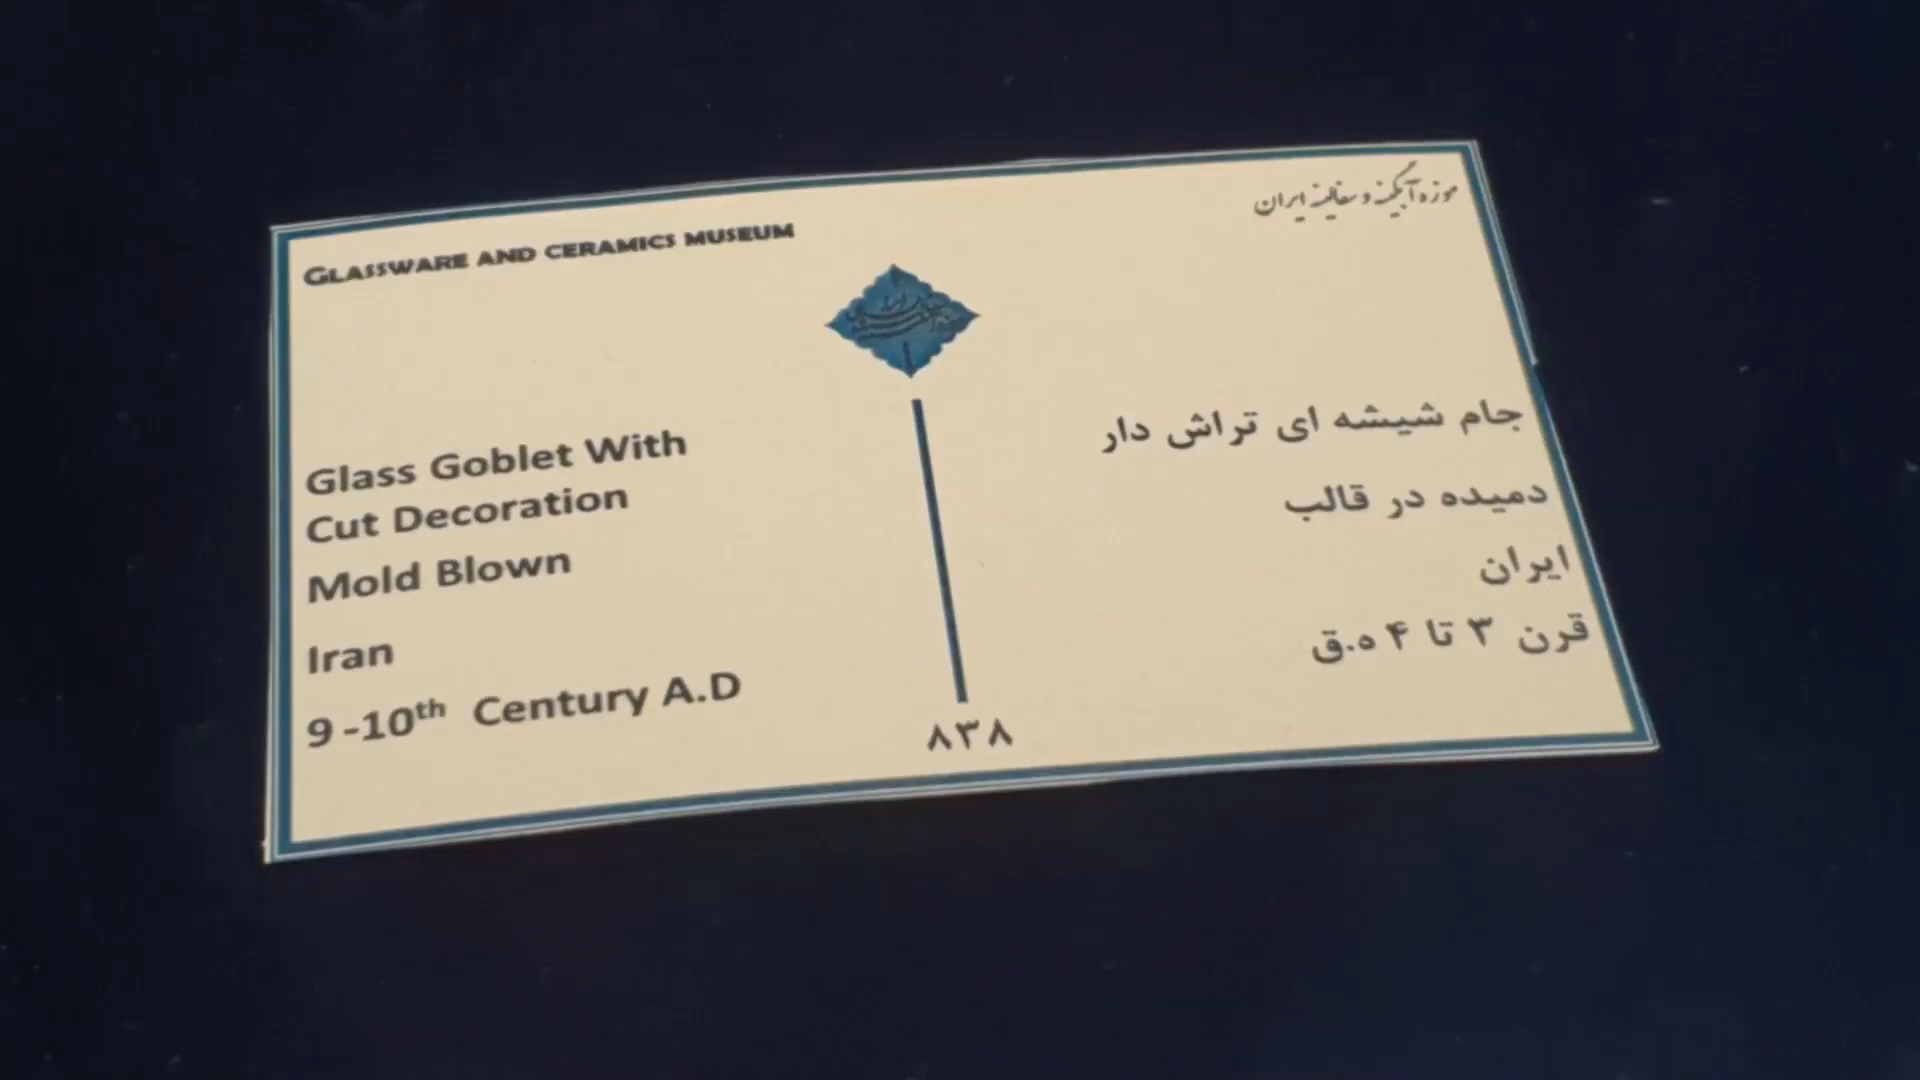 GLASSWARE AND CERAMICS MUSEUM
موزه آبگینه و سفالینه ایران
Glass Goblet With
Cut Decoration
Mold Blown
Iran
9 -10th Century A.D
جام شیشه ای تراش دار
دمیده در قالب
ایران
قرن ۳ تا ۴ ه.ق
۸۳۸